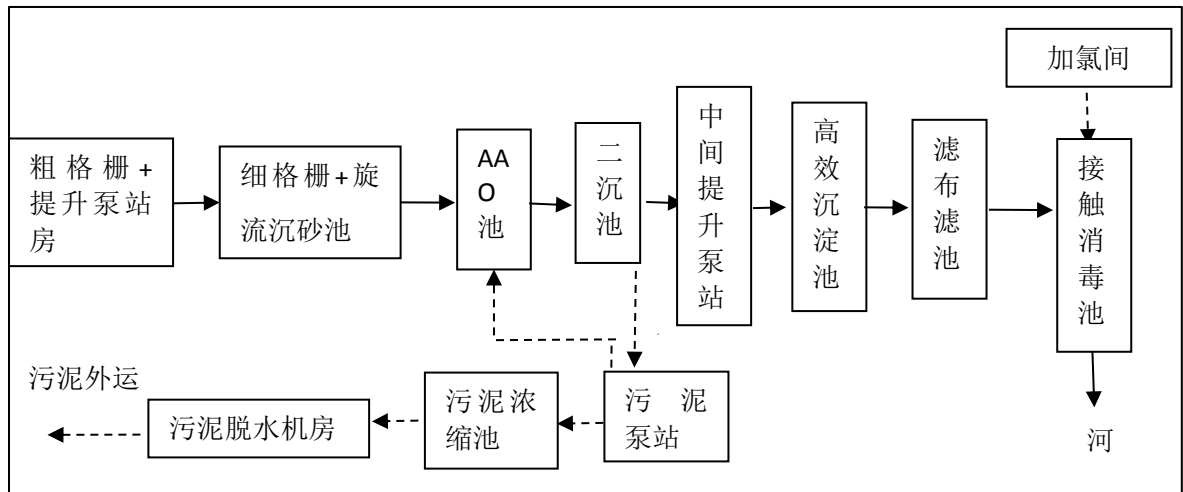 加氯间
粗格栅+
提升泵站
房
细格栅+旋
流沉砂池
AA
O
池
二
沉
池
中
间
提
升
泵
站
高
效
沉
淀
池
滤
布
滤
池
接
触
消
毒
池
污泥外运
污泥脱水机房
污泥浓
缩池
污泥
泵站
河